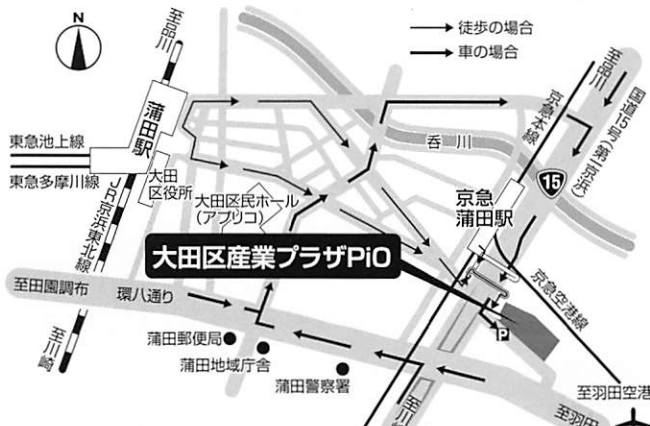 N
至品川
徒歩の場合
車の場合
至品川
国道15号(第一京浜)
京急本線
蒲田駅
東急池上線
東急多摩川線
呑川
15
大田
区役所
大田区民ホール
(アプリコ)
京急
蒲田駅
JR京浜東北線
大田区産業プラザPiO
至田園調布
環八通り
京急空港線
P
蒲田郵便局
蒲田地域庁舎
蒲田警察署
至川崎
至川崎
至羽田空港
至羽田